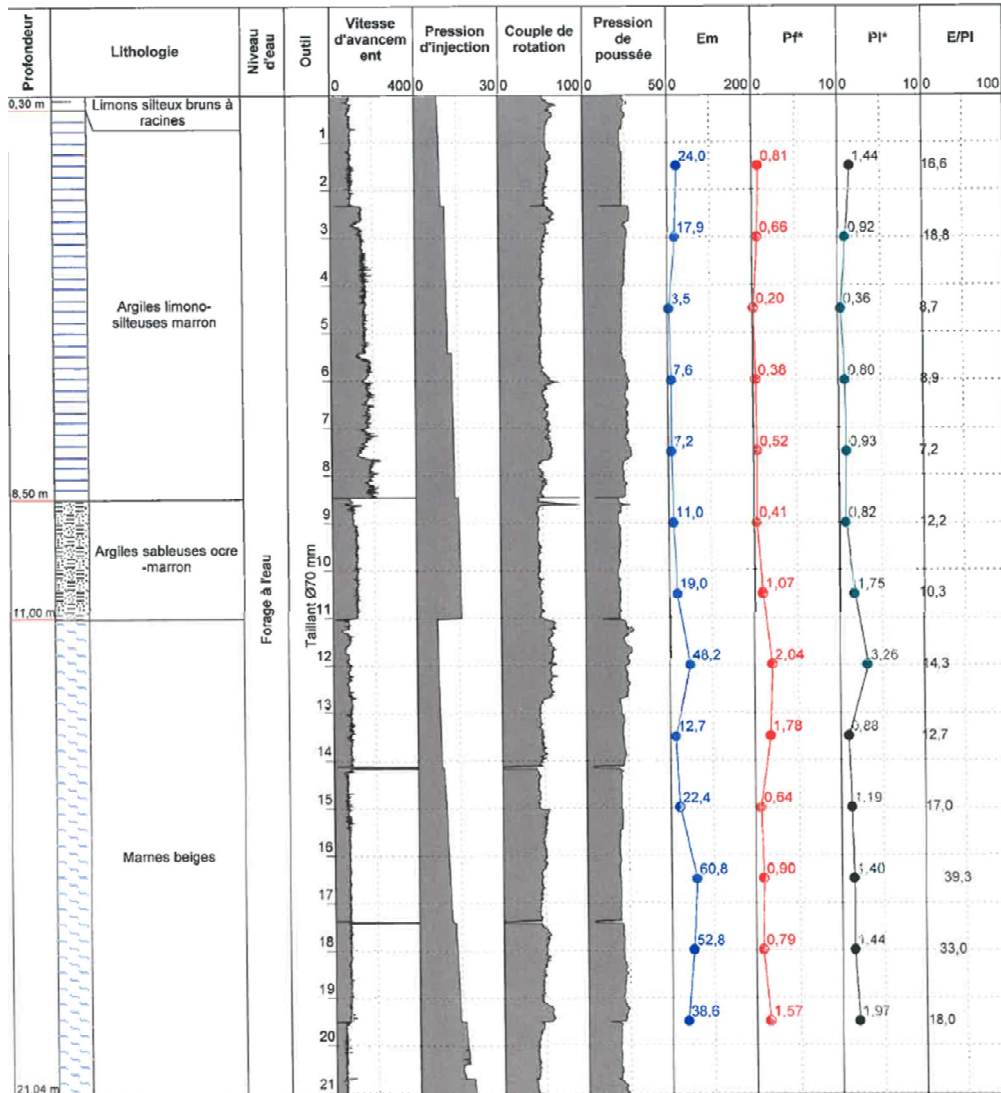 Profondeur
Lithologie
Niveau d'eau
Outil
Vitesse
d'avancem
ent
Pression
d'injection
Couple de
rotation
Pression
de
poussée
Em
Pf*
Pl*
E/Pl
0 400 0 30 0 100 0 50 0 200 0 10 0 10 0 100
0,30 m
Limons silteux bruns à
racines
1
24,0 0,81 1,44 16,6
2
3 17,9 0,66 0,92 18,8
4
3,5 0,20 0,36 8,7
Argiles limono-
silteuses marron
5
6 7,6 0,38 0,80 8,9
7
7,2 0,52 0,93 7,2
8
8,50 m
9 11,0 0,41 0,82 12,2
Argiles sableuses ocre
-marron
10
19,0 1,07 1,75 10,3
11,00 m
11
Forage à l'eau
Taillant Ø70 mm
12 48,2 2,04 3,26 14,3
13
12,7 1,78 0,88 12,7
14
15 22,4 0,64 1,19 17,0
Marnes beiges
16
60,8 0,90 1,40 39,3
17
18 52,8 0,79 1,44 33,0
19
38,6 1,57 1,97 18,0
20
21
21,04 m